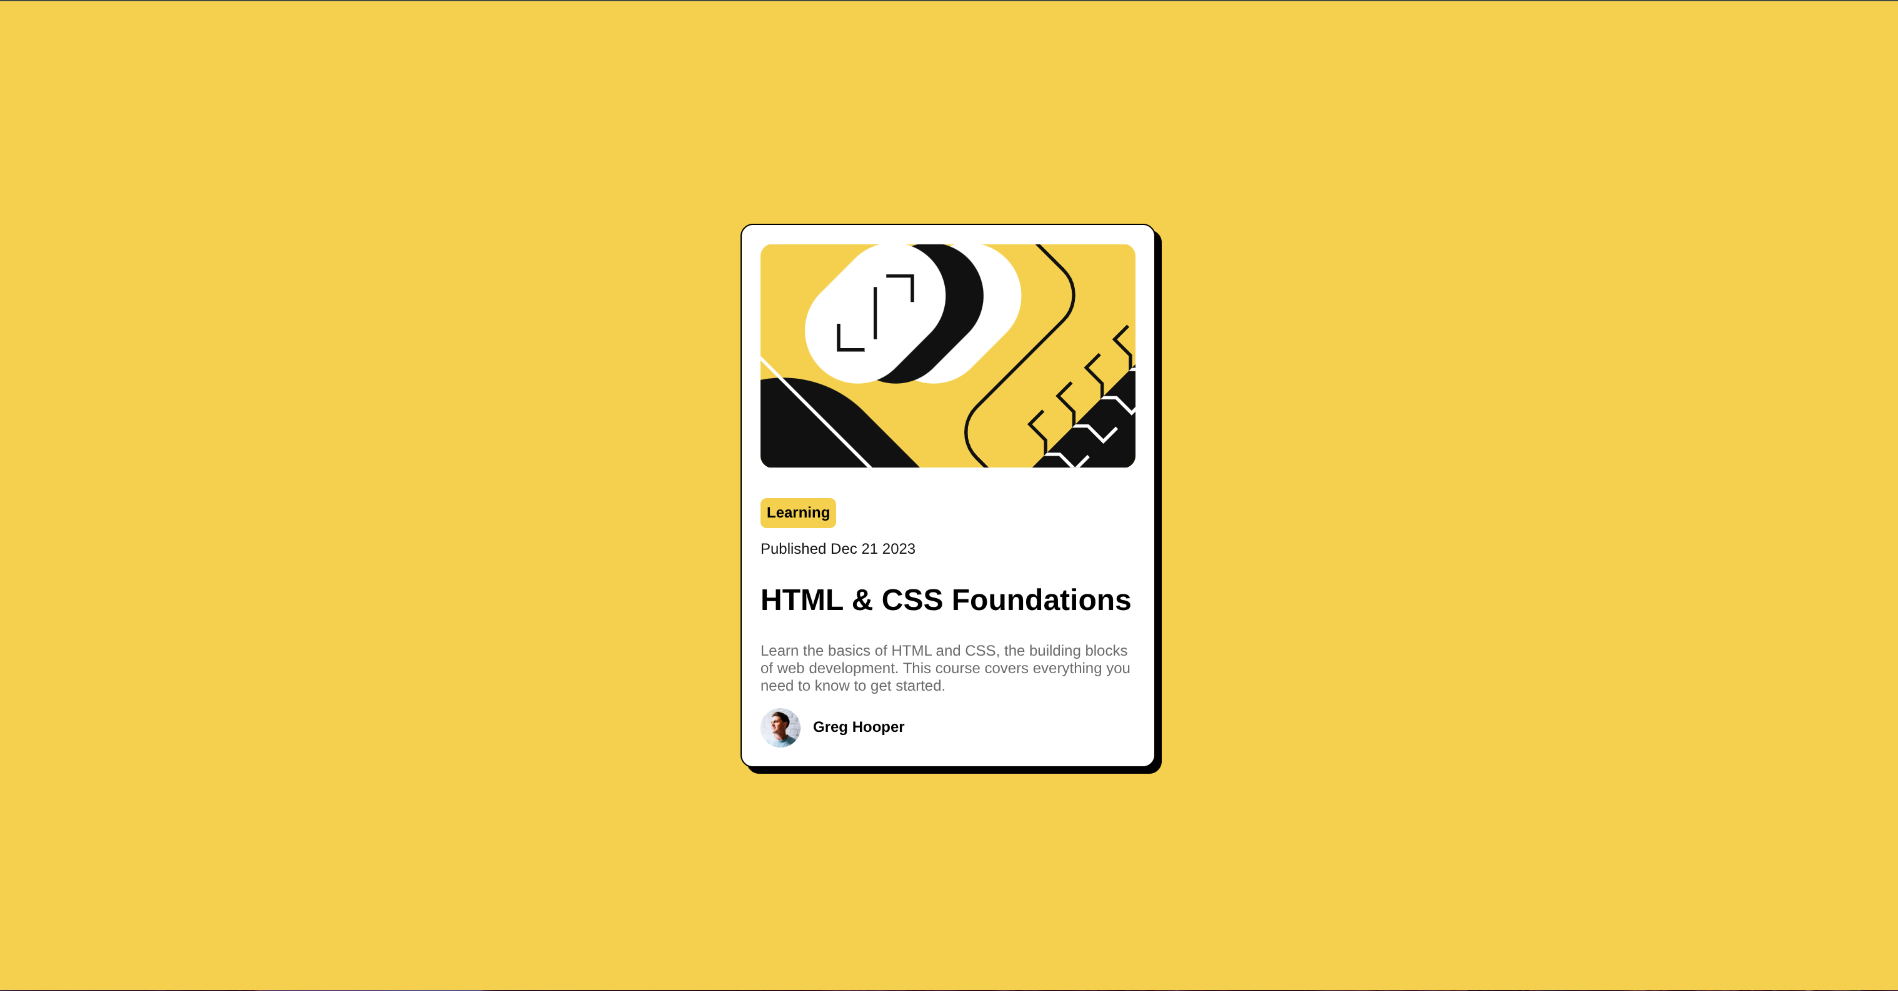 Learning
Published Dec 21 2023
HTML & CSS Foundations
Learn the basics of HTML and CSS, the building blocks
of web development. This course covers everything you
need to know to get started.
Greg Hooper